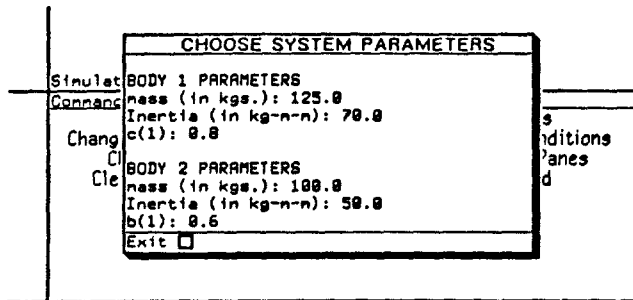 CHOOSE SYSTEM PARAMETERS
Simulat
BODY 1 PARAMETERS
Commanc
mass (in kgs.): 125.0
Inertia (in kg-m-m): 70.0
s
Chang
c(1): 0.8
nditions
Cl
Panes
BODY 2 PARAMETERS
Cle
mass (in kgs.): 100.0
d
Inertia (in kg-m-m): 50.0
b(1): 0.6
Exit